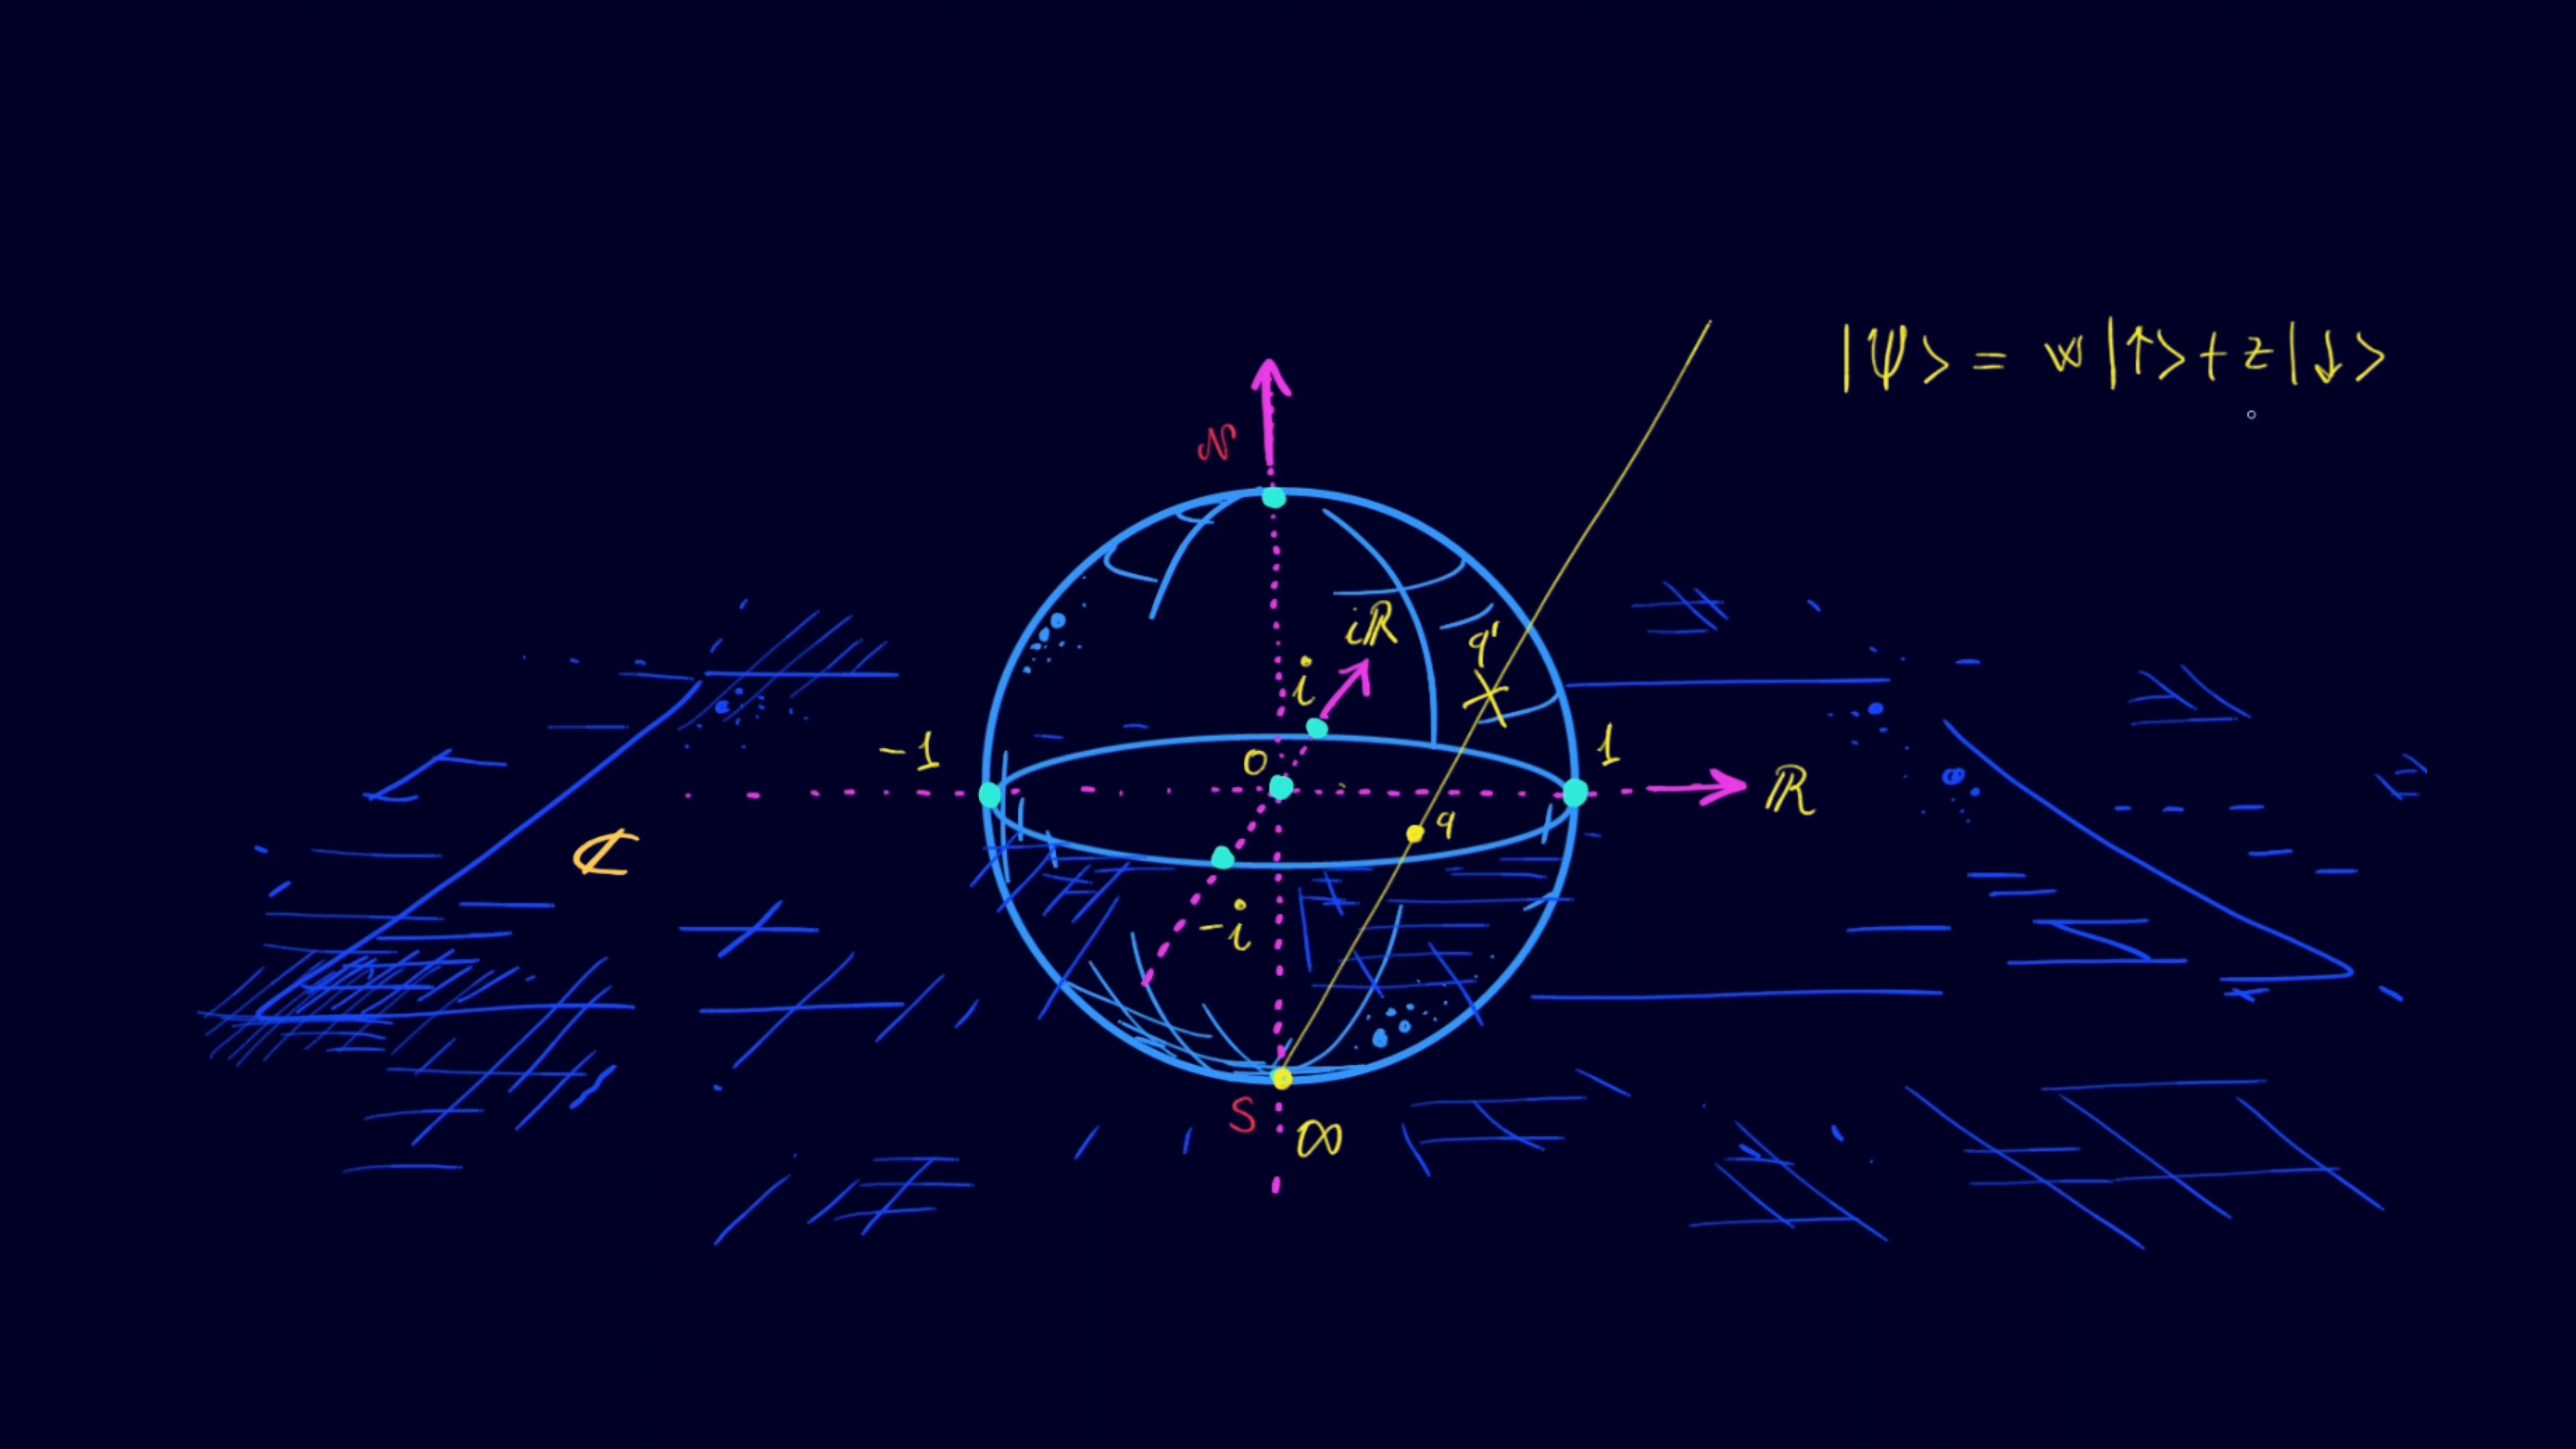 |ψ> = w|↑> + z|↓>
N
iℝ
q'
i
-1
0
1
ℝ
q
ℂ
-i
S
∞